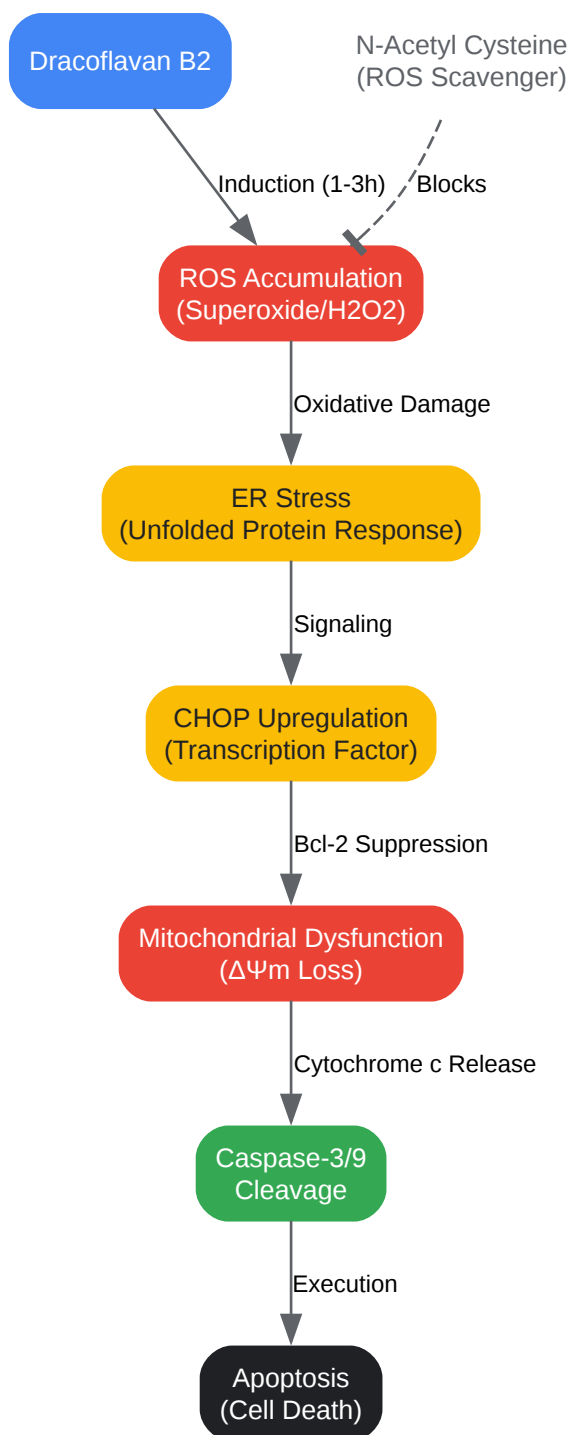 Dracoflavan B2
N-Acetyl Cysteine
(ROS Scavenger)
Induction (1-3h)
Blocks
ROS Accumulation
(Superoxide/H2O2)
Oxidative Damage
ER Stress
(Unfolded Protein Response)
Signaling
CHOP Upregulation
(Transcription Factor)
Bcl-2 Suppression
Mitochondrial Dysfunction
(ΔΨm Loss)
Cytochrome c Release
Caspase-3/9
Cleavage
Execution
Apoptosis
(Cell Death)